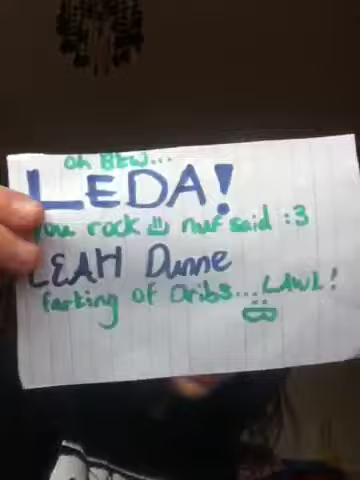 oh BTW...
LEDA!
you rock :) nuf said :3
LEAH Dunne
farting of Oribs... LAWL!
:B